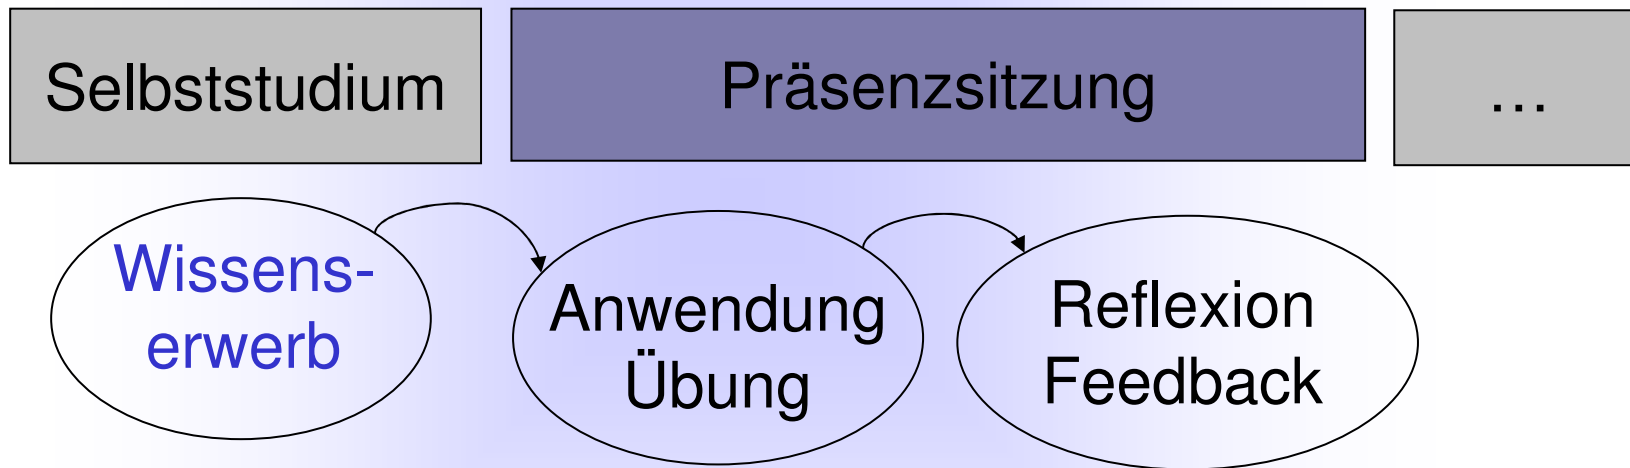 Selbststudium
Präsenzsitzung
…
Wissens-
erwerb
Anwendung
Übung
Reflexion
Feedback